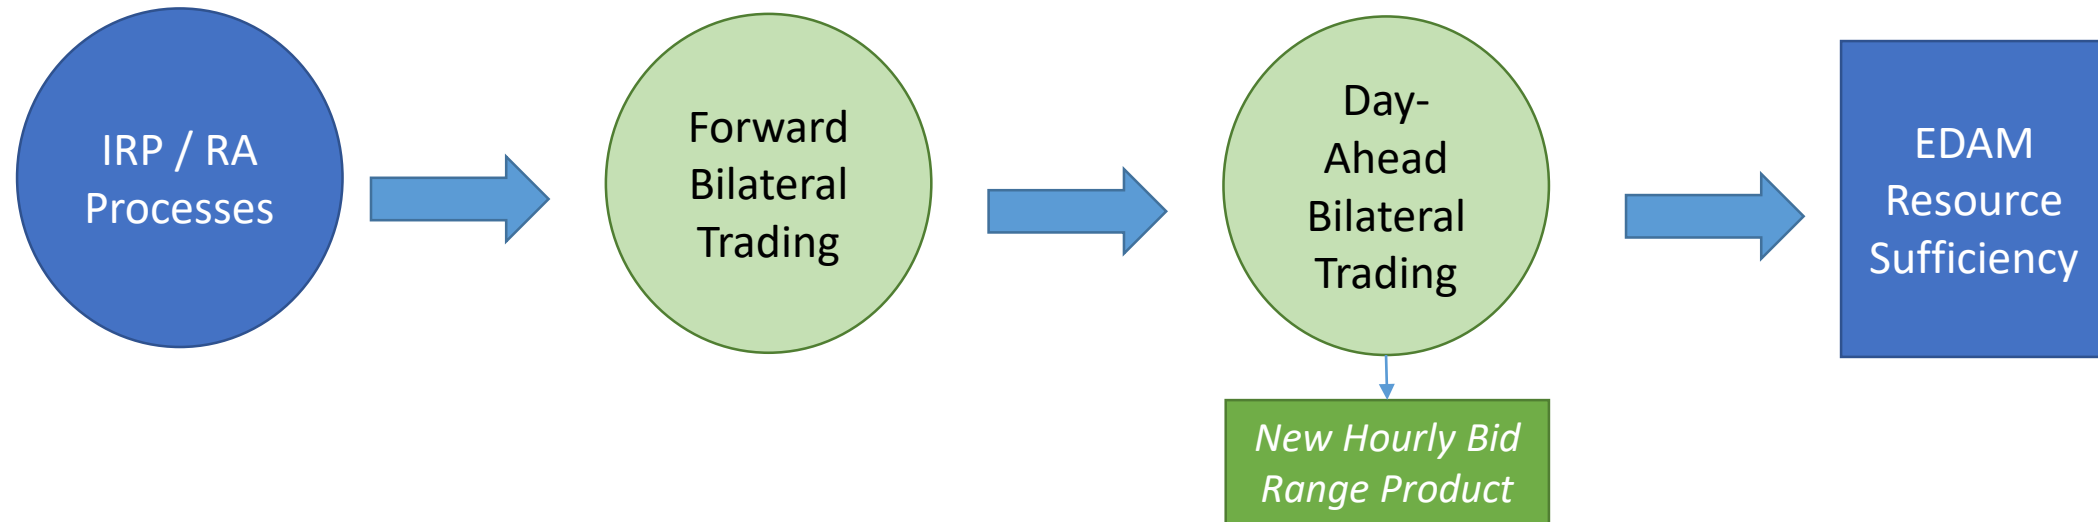 IRP / RA
Processes
Forward
Bilateral
Trading
Day-
Ahead
Bilateral
Trading
EDAM
Resource
Sufficiency
New Hourly Bid
Range Product